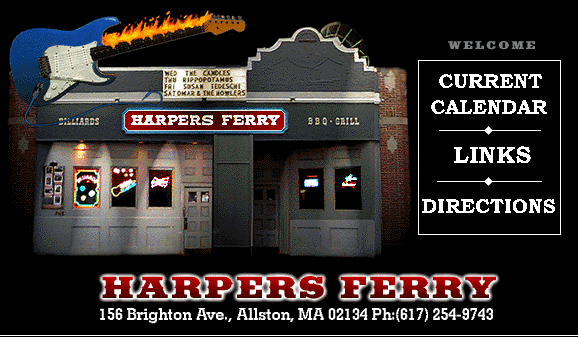 WELCOME
WED THE CANDLES
THU RIPPOPOTAMUS
FRI SUSAN TEDESCHI
SAT OMAR & THE HOWLERS
BILLIARDS
HARPERS FERRY
BBQ - GRILL
CURRENT
CALENDAR
LINKS
DIRECTIONS
HARPERS FERRY
156 Brighton Ave., Allston, MA 02134 Ph:(617) 254-9743